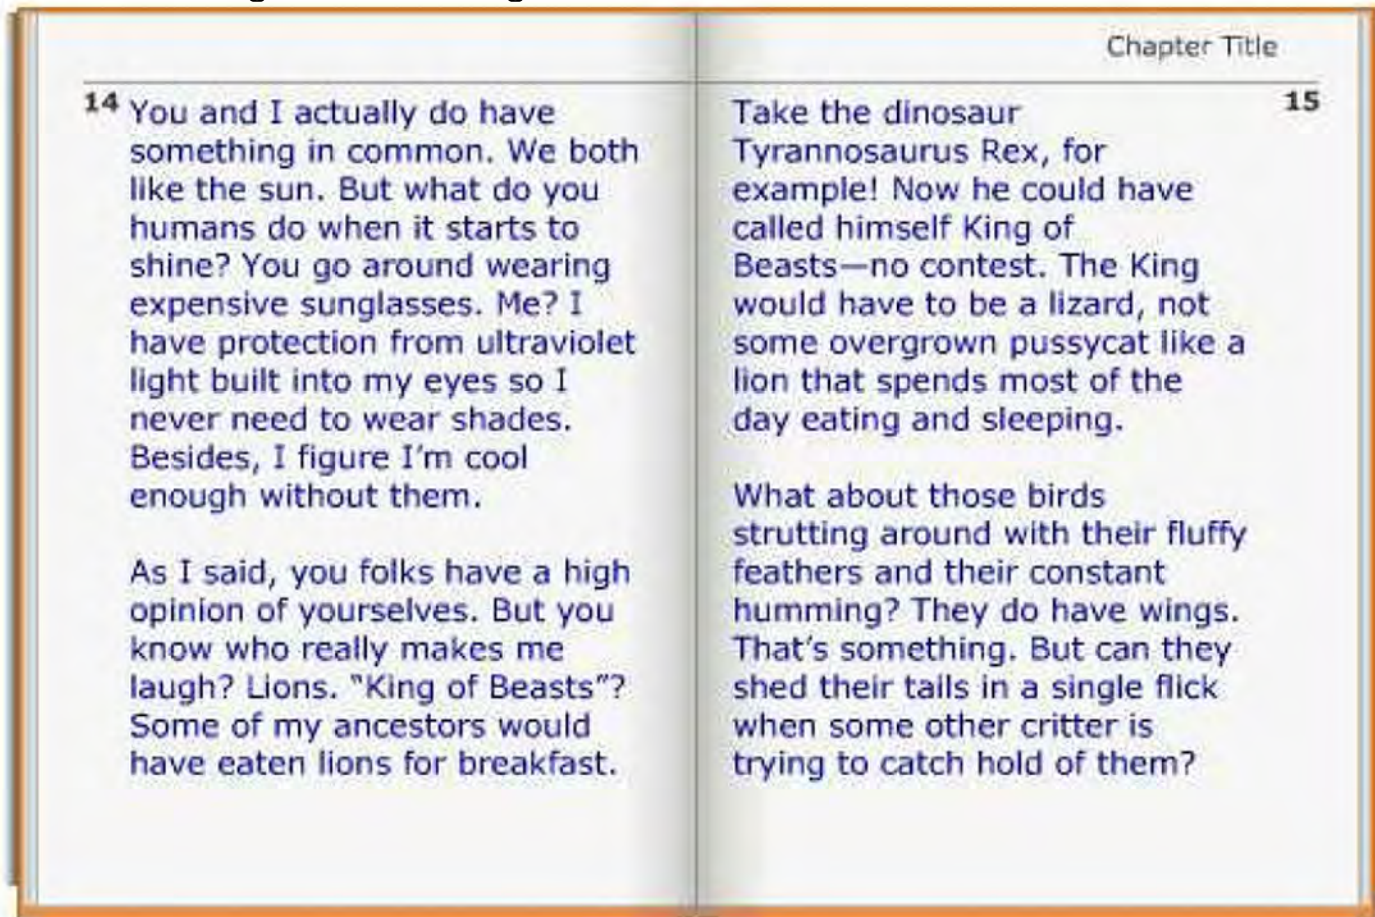 Chapter Title
14
You and I actually do have
something in common. We both
like the sun. But what do you
humans do when it starts to
shine? You go around wearing
expensive sunglasses. Me? I
have protection from ultraviolet
light built into my eyes so I
never need to wear shades.
Besides, I figure I'm cool
enough without them.
As I said, you folks have a high
opinion of yourselves. But you
know who really makes me
laugh? Lions. "King of Beasts"?
Some of my ancestors would
have eaten lions for breakfast.
15
Take the dinosaur
Tyrannosaurus Rex, for
example! Now he could have
called himself King of
Beasts—no contest. The King
would have to be a lizard, not
some overgrown pussycat like a
lion that spends most of the
day eating and sleeping.
What about those birds
strutting around with their fluffy
feathers and their constant
humming? They do have wings.
That's something. But can they
shed their tails in a single flick
when some other critter is
trying to catch hold of them?